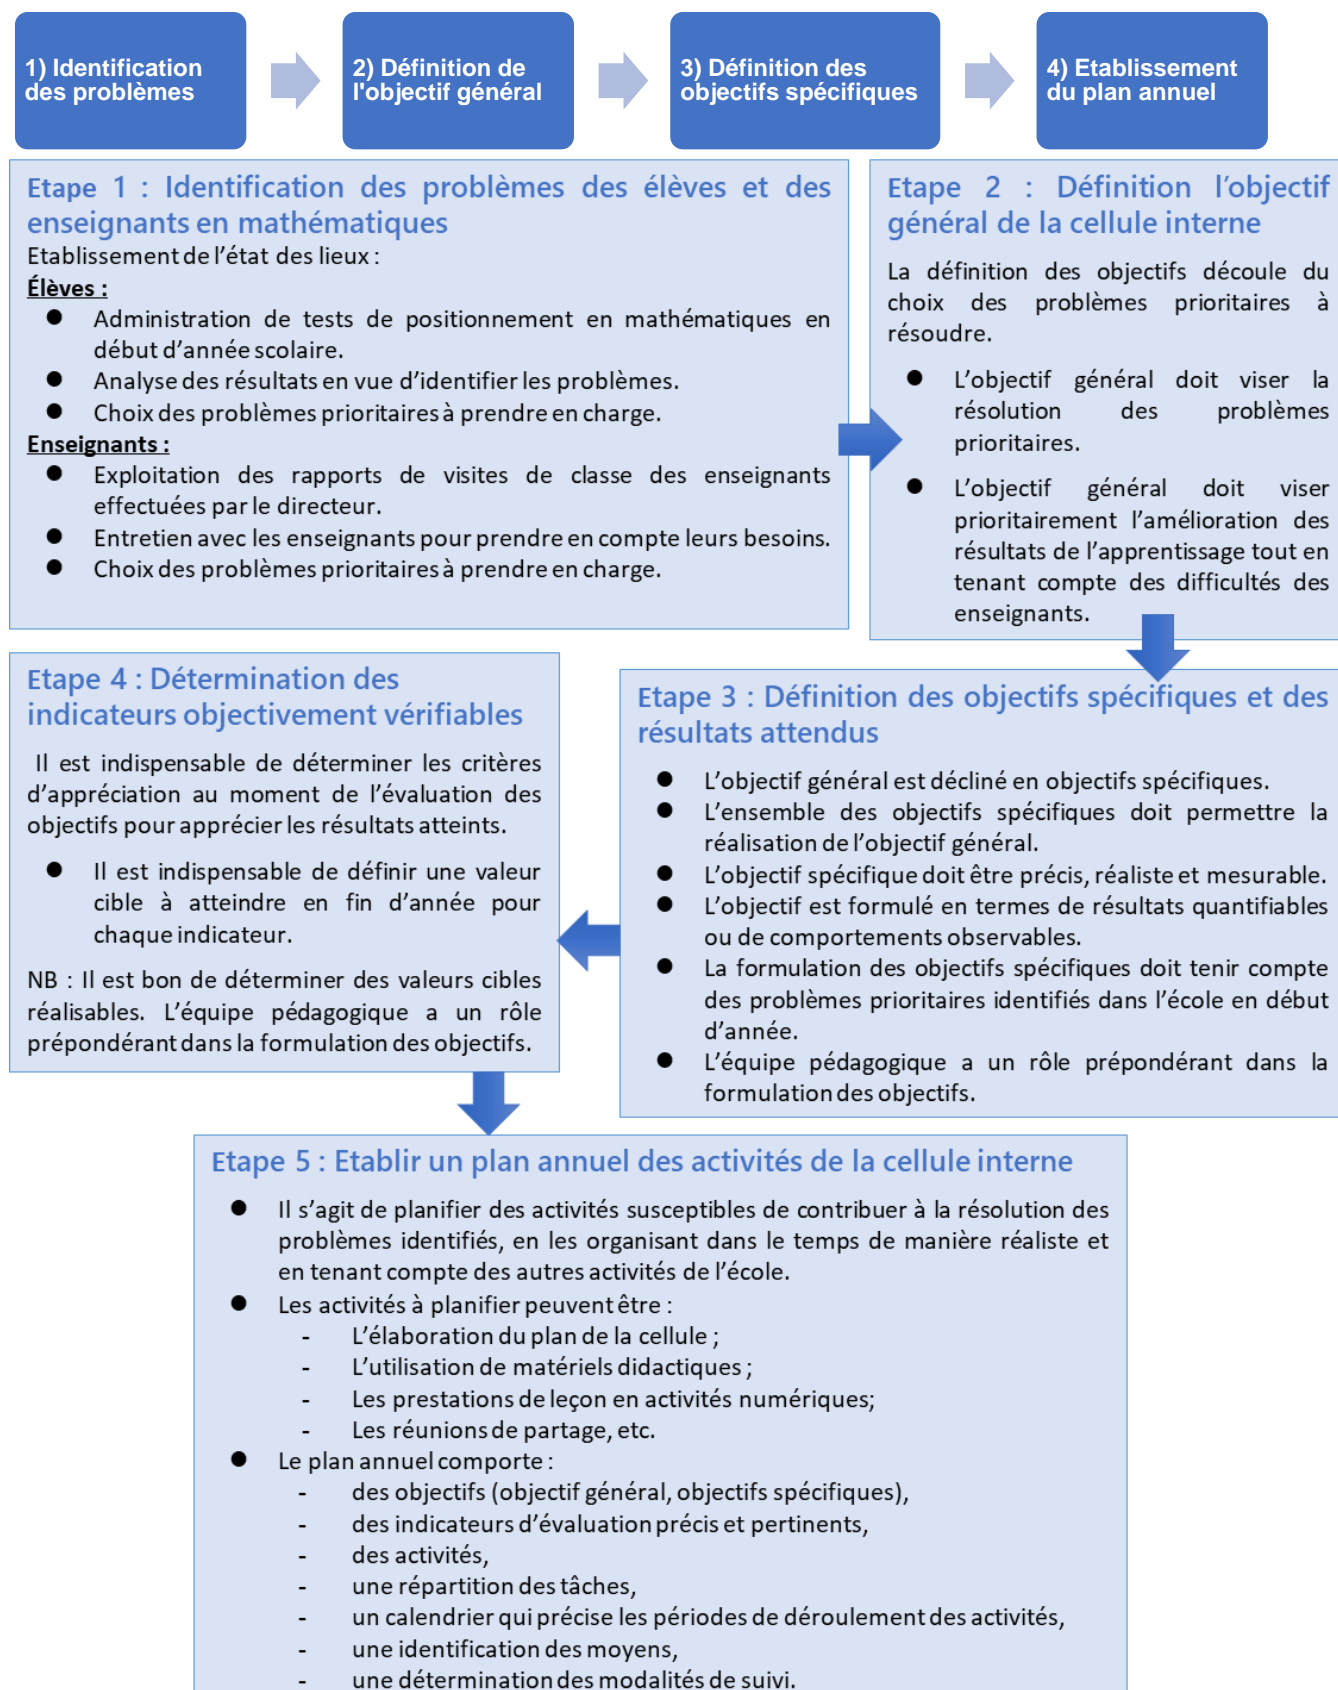 1) Identification
des problèmes
2) Définition de
l'objectif général
3) Définition des
objectifs spécifiques
4) Etablissement
du plan annuel
Etape 1 : Identification des problèmes des élèves et des
enseignants en mathématiques
Etablissement de l’état des lieux :
Élèves :
● Administration de tests de positionnement en mathématiques en
début d’année scolaire.
● Analyse des résultats en vue d’identifier les problèmes.
● Choix des problèmes prioritaires à prendre en charge.
Enseignants :
● Exploitation des rapports de visites de classe des enseignants
effectuées par le directeur.
● Entretien avec les enseignants pour prendre en compte leurs besoins.
● Choix des problèmes prioritaires à prendre en charge.
Etape 2 : Définition l’objectif
général de la cellule interne
La définition des objectifs découle du
choix des problèmes prioritaires à
résoudre.
● L’objectif général doit viser la
résolution des problèmes
prioritaires.
● L’objectif général doit viser
prioritairement l’amélioration des
résultats de l’apprentissage tout en
tenant compte des difficultés des
enseignants.
Etape 3 : Définition des objectifs spécifiques et des
résultats attendus
● L’objectif général est décliné en objectifs spécifiques.
● L’ensemble des objectifs spécifiques doit permettre la
réalisation de l’objectif général.
● L’objectif spécifique doit être précis, réaliste et mesurable.
● L’objectif est formulé en termes de résultats quantifiables
ou de comportements observables.
● La formulation des objectifs spécifiques doit tenir compte
des problèmes prioritaires identifiés dans l’école en début
d’année.
● L’équipe pédagogique a un rôle prépondérant dans la
formulation des objectifs.
Etape 4 : Détermination des
indicateurs objectivement vérifiables
Il est indispensable de déterminer les critères
d’appréciation au moment de l’évaluation des
objectifs pour apprécier les résultats atteints.
● Il est indispensable de définir une valeur
cible à atteindre en fin d’année pour
chaque indicateur.
NB : Il est bon de déterminer des valeurs cibles
réalisables. L’équipe pédagogique a un rôle
prépondérant dans la formulation des objectifs.
Etape 5 : Etablir un plan annuel des activités de la cellule interne
● Il s’agit de planifier des activités susceptibles de contribuer à la résolution des
problèmes identifiés, en les organisant dans le temps de manière réaliste et
en tenant compte des autres activités de l’école.
● Les activités à planifier peuvent être :
- L’élaboration du plan de la cellule ;
- L’utilisation de matériels didactiques ;
- Les prestations de leçon en activités numériques;
- Les réunions de partage, etc.
● Le plan annuel comporte :
- des objectifs (objectif général, objectifs spécifiques),
- des indicateurs d’évaluation précis et pertinents,
- des activités,
- une répartition des tâches,
- un calendrier qui précise les périodes de déroulement des activités,
- une identification des moyens,
- une détermination des modalités de suivi.